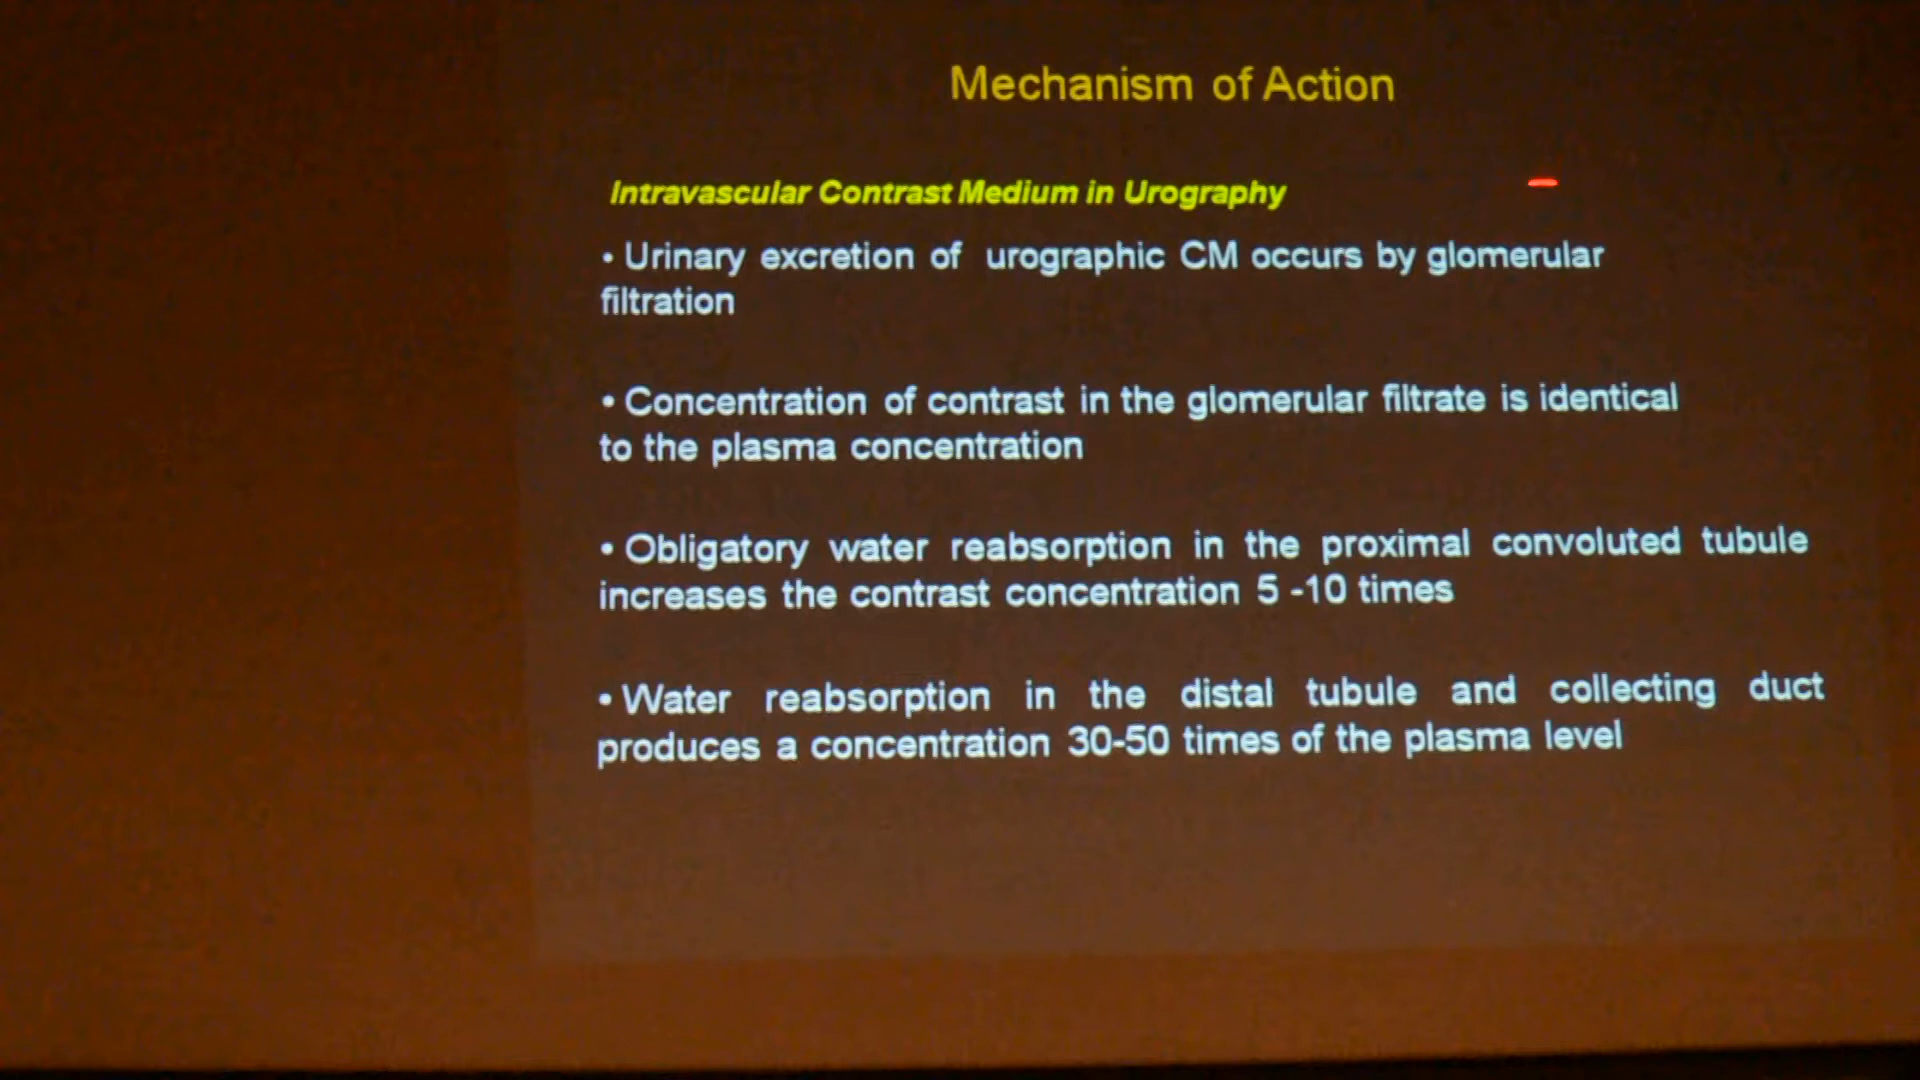 Mechanism of Action
Intravascular Contrast Medium in Urography
• Urinary excretion of urographic CM occurs by glomerular
filtration
• Concentration of contrast in the glomerular filtrate is identical
to the plasma concentration
• Obligatory water reabsorption in the proximal convoluted tubule
increases the contrast concentration 5 -10 times
• Water reabsorption in the distal tubule and collecting duct
produces a concentration 30-50 times of the plasma level